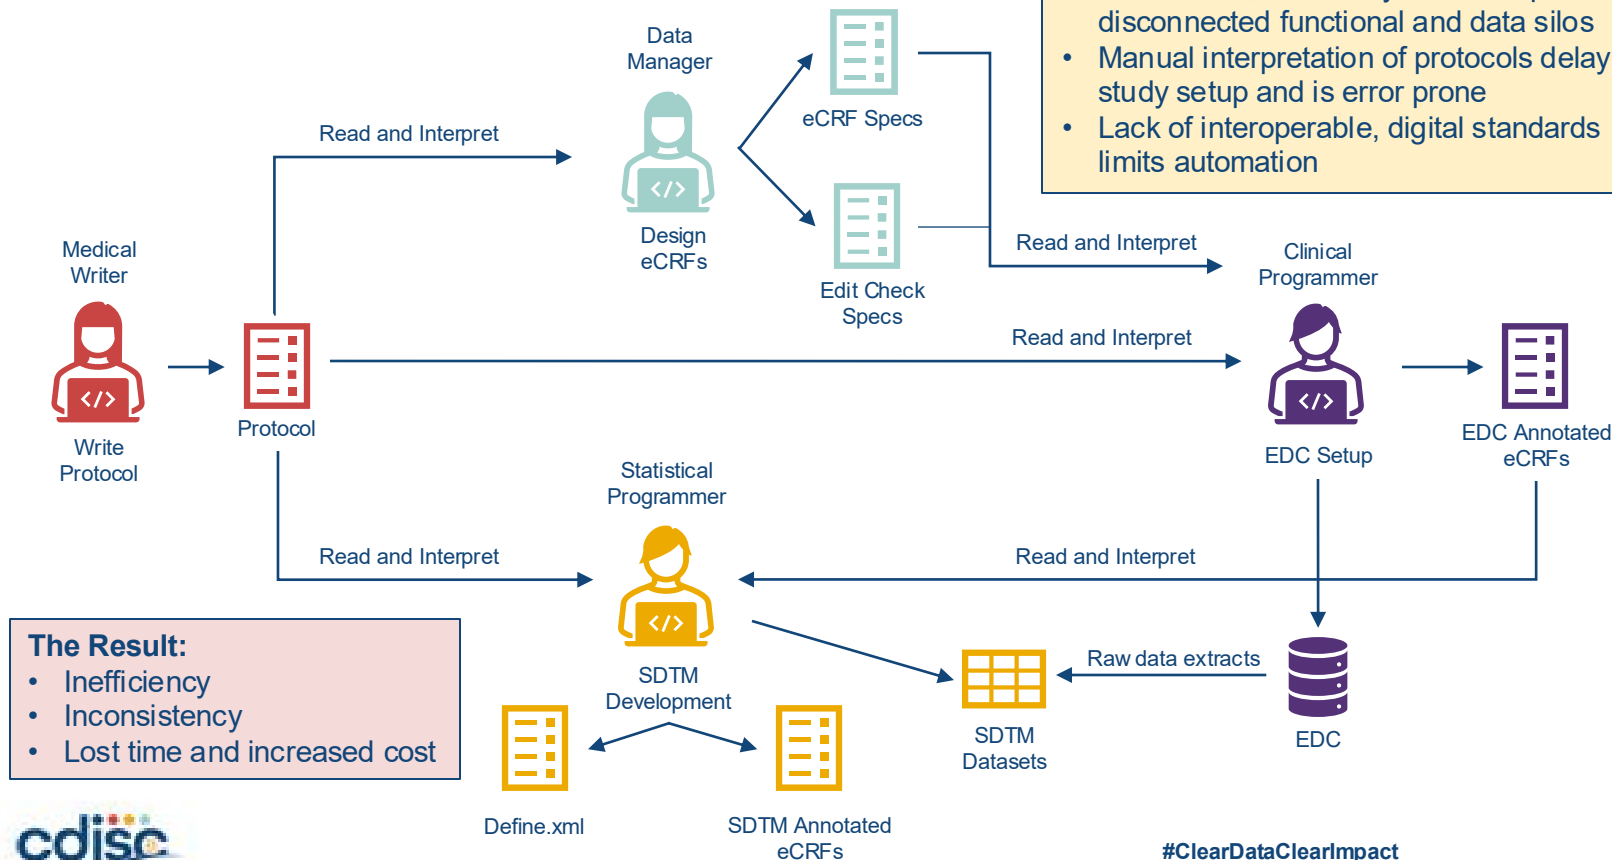 disconnected functional and data silos
• Manual interpretation of protocols delay
study setup and is error prone
• Lack of interoperable, digital standards
limits automation
Data
Manager
eCRF Specs
Read and Interpret
</>
Design
eCRFs
Edit Check
Specs
Read and Interpret
Clinical
Programmer
Medical
Writer
Read and Interpret
</>
</>
Write
Protocol
Protocol
EDC Setup
EDC Annotated
eCRFs
Statistical
Programmer
Read and Interpret
Read and Interpret
</>
The Result:
• Inefficiency
• Inconsistency
• Lost time and increased cost
SDTM
Development
Raw data extracts
SDTM
Datasets
EDC
Define.xml
SDTM Annotated
eCRFs
cdisc
#ClearDataClearImpact